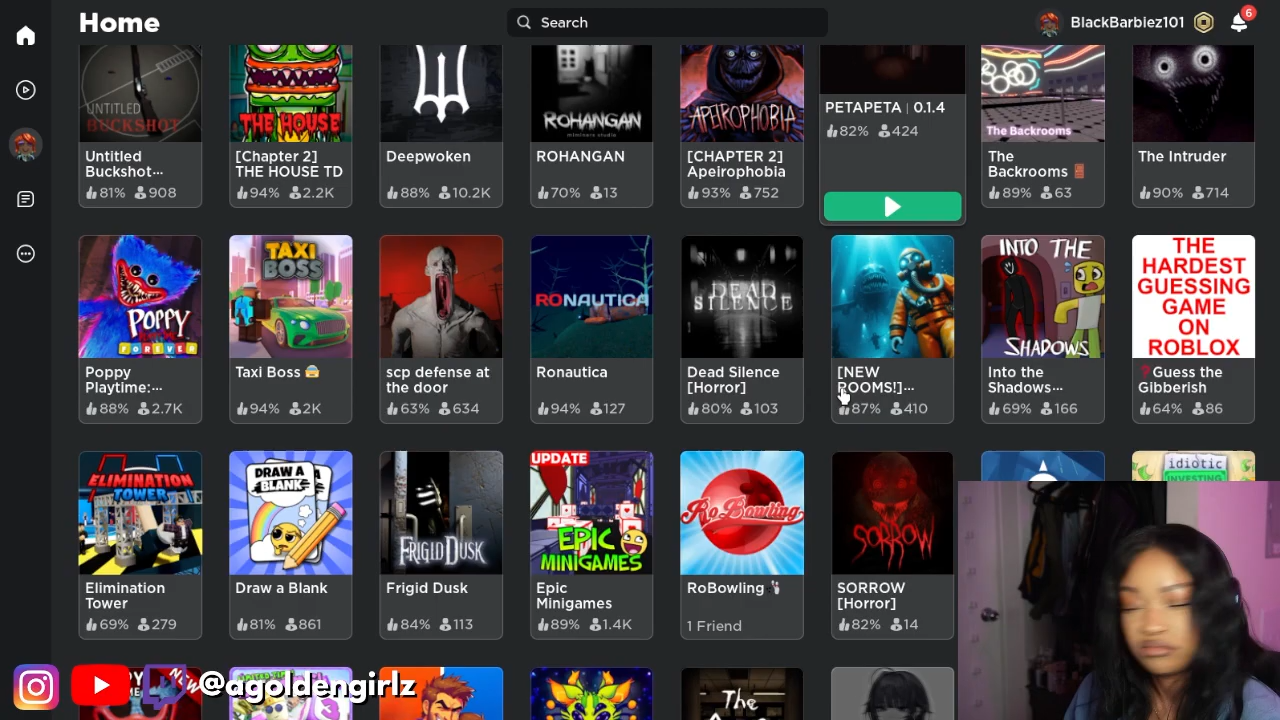 Home
Search
BlackBarbiez101
6
UNTITLED
BUCKSHOT
THE HOUSE
ROHANGAN
APEIROPHOBIA
The Backrooms
Untitled
Buckshot...
81% 908
[Chapter 2]
THE HOUSE TD
94% 2.2K
Deepwoken
88% 10.2K
ROHANGAN
70% 13
[CHAPTER 2]
Apeirophobia
93% 752
PETAPETA | 0.1.4
82% 424
The
Backrooms
89% 63
The Intruder
90% 714
POPPY
FOREVER
TAXI
BOSS
RONAUTICA
DEAD
SILENCE
INTO THE
SHADOWS
THE
HARDEST
GUESSING
GAME
ON
ROBLOX
Poppy
Playtime:...
88% 2.7K
Taxi Boss
94% 2K
scp defense at
the door
63% 634
Ronautica
94% 127
Dead Silence
[Horror]
80% 103
[NEW
ROOMS!]...
87% 410
Into the
Shadows...
69% 166
❓Guess the
Gibberish
64% 86
ELIMINATION
TOWER
DRAW A
BLANK
FRIGID DUSK
UPDATE
EPIC
MINIGAMES
Ro-Bowling
SORROW
idiotic
INVESTING
Elimination
Tower
69% 279
Draw a Blank
81% 861
Frigid Dusk
84% 113
Epic
Minigames
89% 1.4K
RoBowling
1 Friend
SORROW
[Horror]
82% 14
@agoldengirlz
NEW
3
The